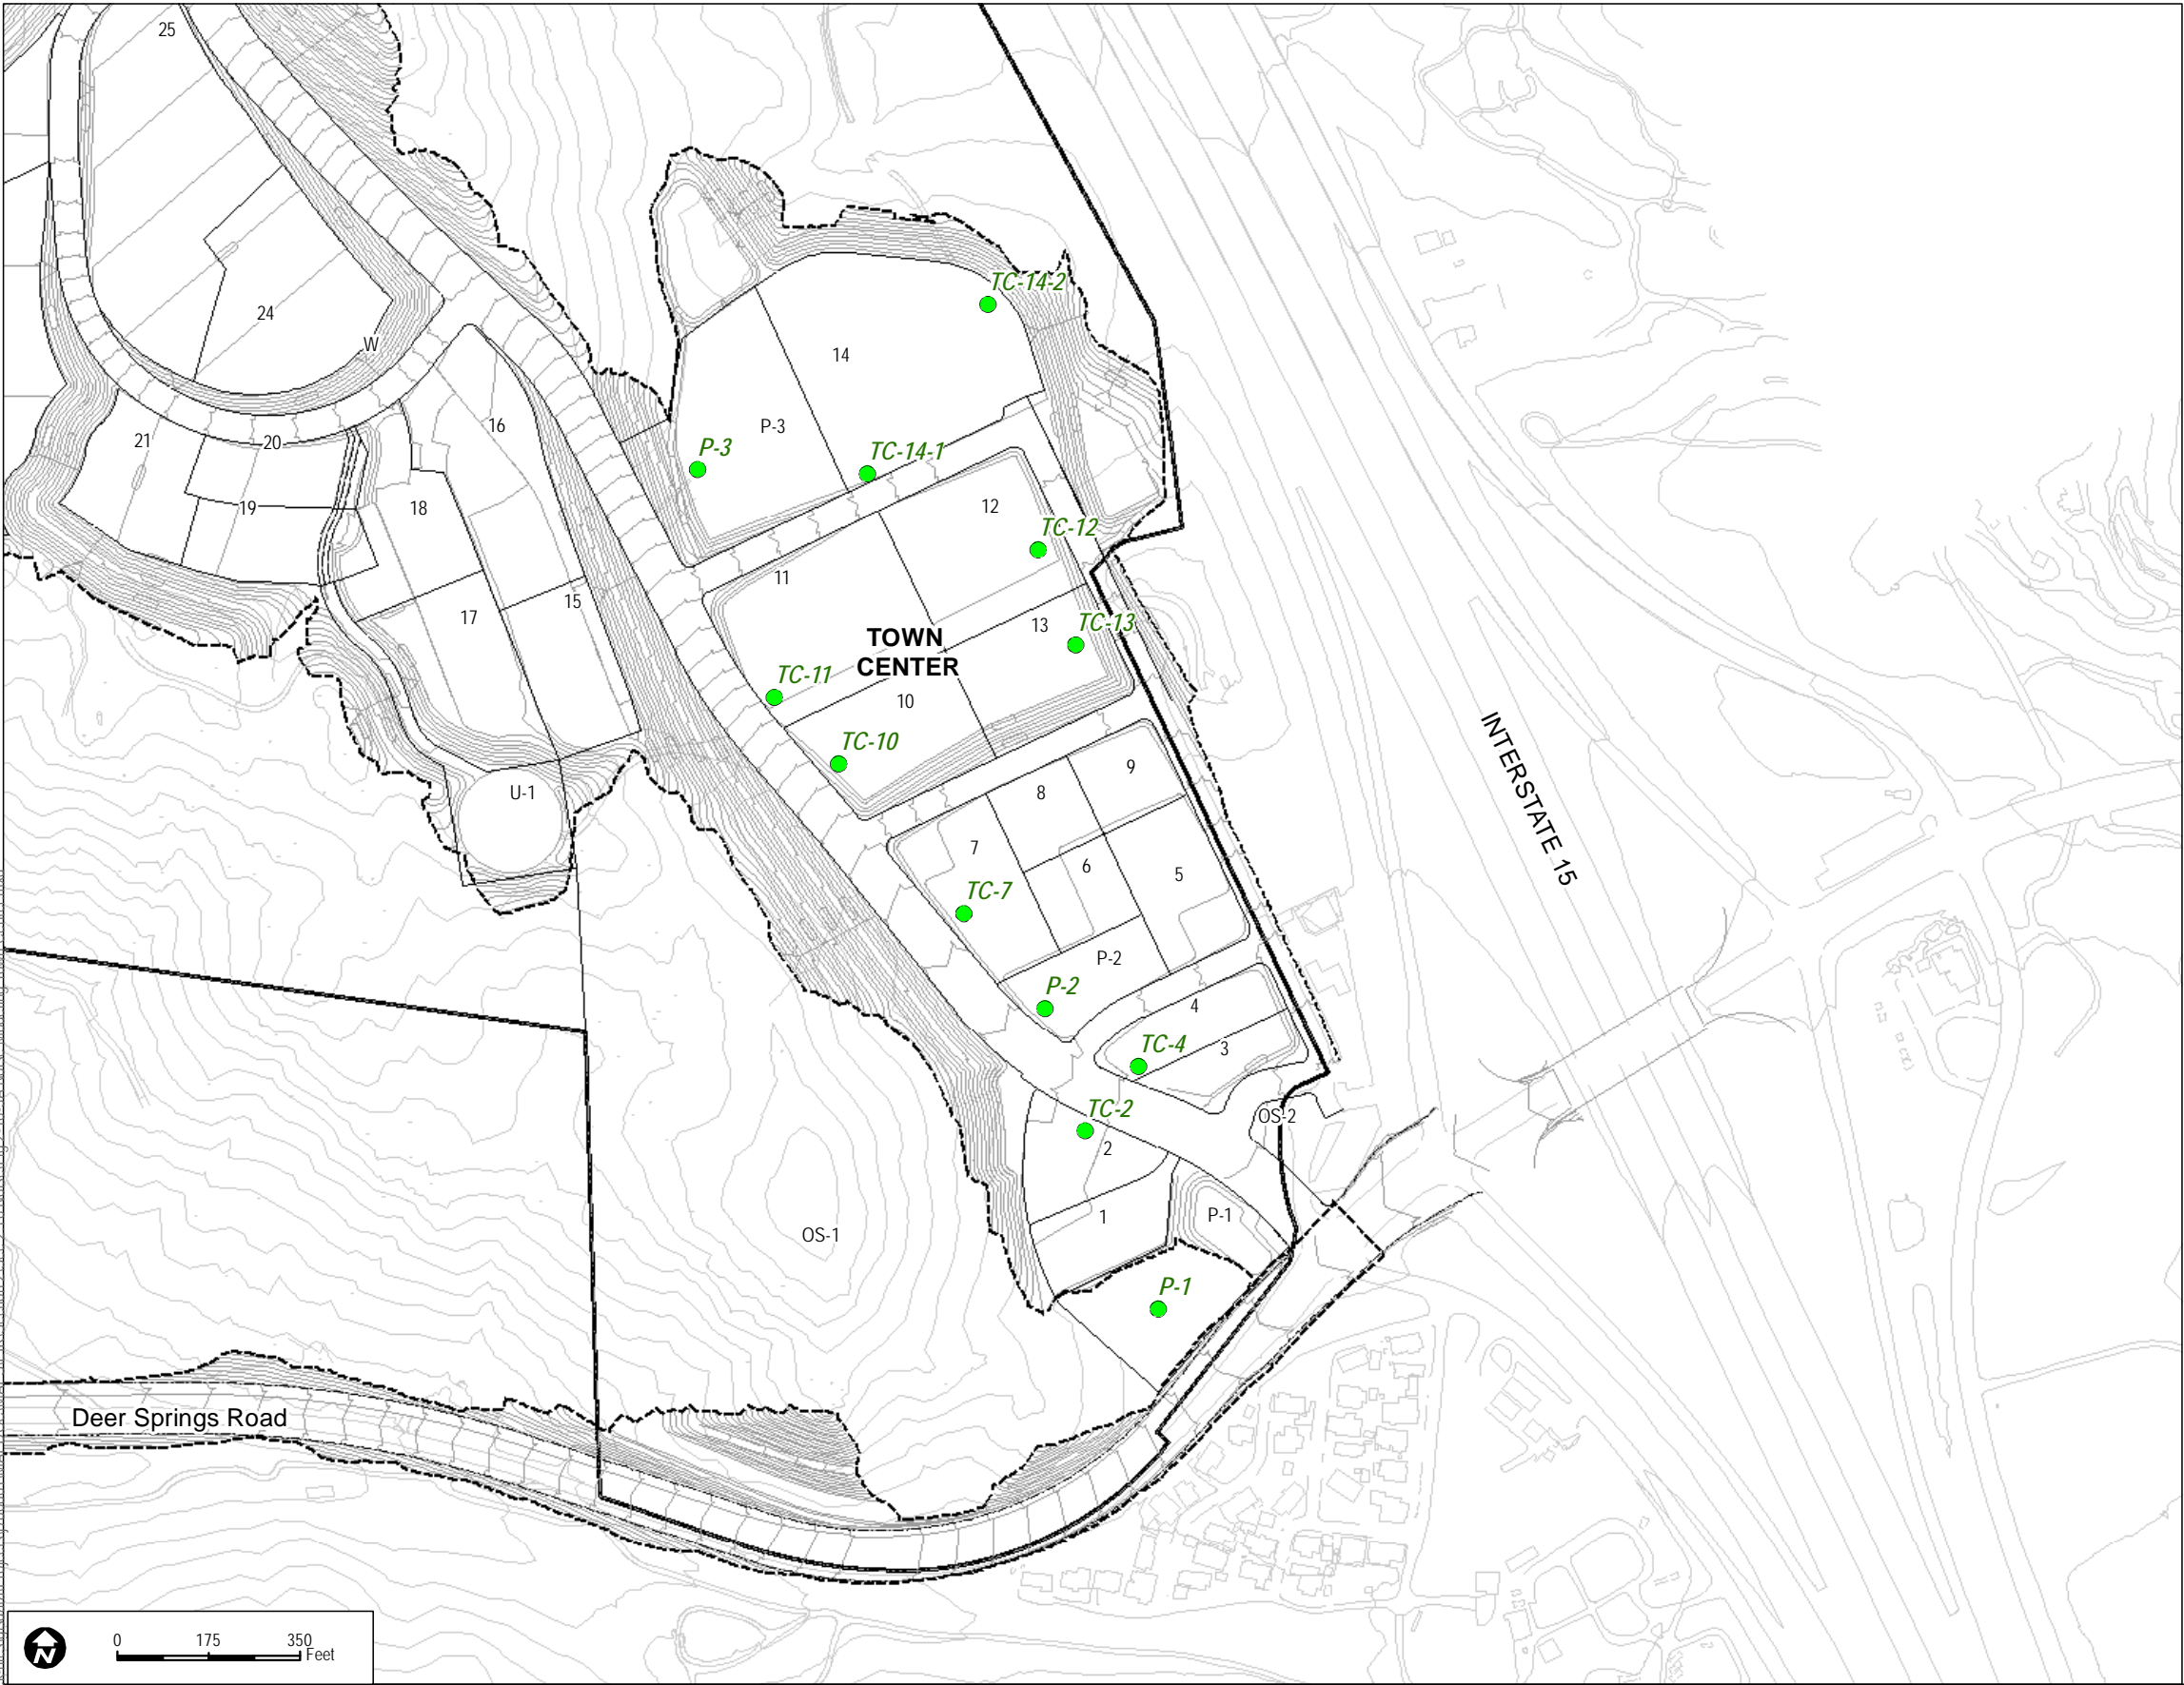 25
TC-14-2
24
W
14
16
P-3
21
20
P-3
TC-14-1
19
18
12
TC-12
11
15
17
13
TC-13
TOWN
CENTER
TC-11
10
TC-10
INTERSTATE 15
9
8
U-1
7
6
5
TC-7
P-2
P-2
4
TC-4
3
TC-2
OS-2
2
1
P-1
OS-1
P-1
Deer Springs Road
N
0 175 350
Feet